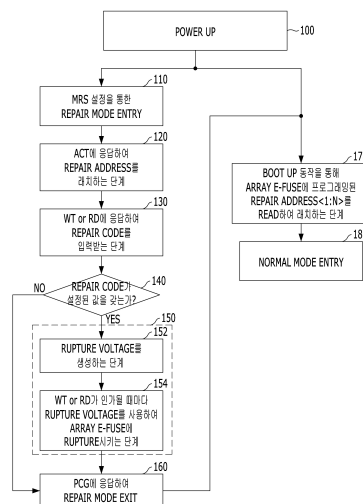 POWER UP
100
MRS 설정을 통한
REPAIR MODE ENTRY
110
ACT에 응답하여
REPAIR ADDRESS를
래치하는 단계
120
WT or RD에 응답하여
REPAIR CODE를
입력받는 단계
130
REPAIR CODE가
설정된 값을 갖는가?
140
NO
YES
150
152
RUPTURE VOLTAGE를
생성하는 단계
154
WT or RD가 인가될 때마다
RUPTURE VOLTAGE를 사용하여
ARRAY E-FUSE에
RUPTURE시키는 단계
160
PCG에 응답하여
REPAIR MODE EXIT
17
BOOT UP 동작을 통해
ARRAY E-FUSE에 프로그래밍된
REPAIR ADDRESS<1:N>를
READ하여 래치하는 단계
18
NORMAL MODE ENTRY